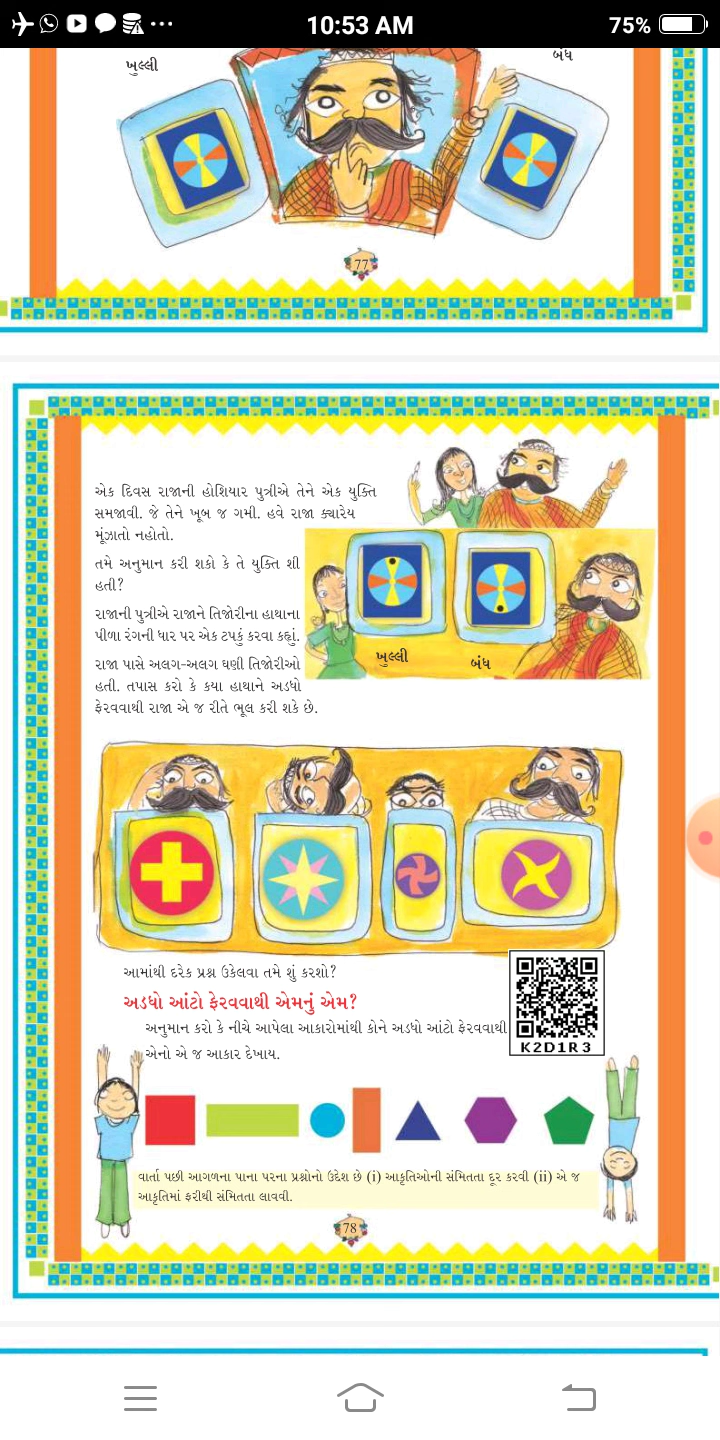 10:53 AM
75%
ખુલ્લી
બંધ
77
એક દિવસ રાજાની હોશિયાર પુત્રીએ તેને એક યુક્તિ
સમજાવી. જે તેને ખૂબ જ ગમી. હવે રાજા ક્યારેય
મૂંઝાતો નહોતો.
તમે અનુમાન કરી શકો કે તે યુક્તિ શી
હતી?
રાજાની પુત્રીએ રાજાને તિજોરીના હાથાના
પીળા રંગની ધાર પર એક ટપકું કરવા કહ્યું.
રાજા પાસે અલગ-અલગ ઘણી તિજોરીઓ
હતી. તપાસ કરો કે કયા હાથાને અડધો
ફેરવવાથી રાજા એ જ રીતે ભૂલ કરી શકે છે.
ખુલ્લી
બંધ
આમાંથી દરેક પ્રશ્ન ઉકેલવા તમે શું કરશો?
અડધો આંટો ફેરવવાથી એમનું એમ?
અનુમાન કરો કે નીચે આપેલા આકારોમાંથી કોને અડધો આંટો ફેરવવાથી
એનો એ જ આકાર દેખાય.
K2D1R3
વાર્તા પછી આગળના પાના પરના પ્રશ્નોનો ઉદેશ છે (i) આકૃતિઓની સંમિતતા દૂર કરવી (ii) એ જ
આકૃતિમાં ફરીથી સંમિતતા લાવવી.
78